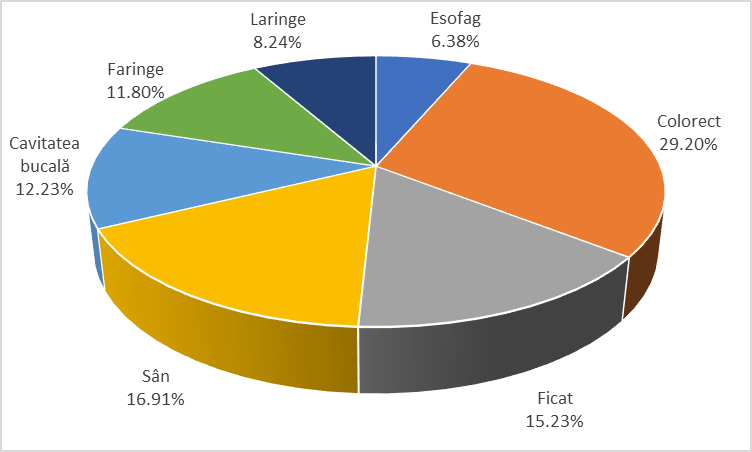 Laringe
8.24%
Esofag
6.38%
Faringe
11.80%
Colorect
29.20%
Cavitatea
bucală
12.23%
Sân
16.91%
Ficat
15.23%